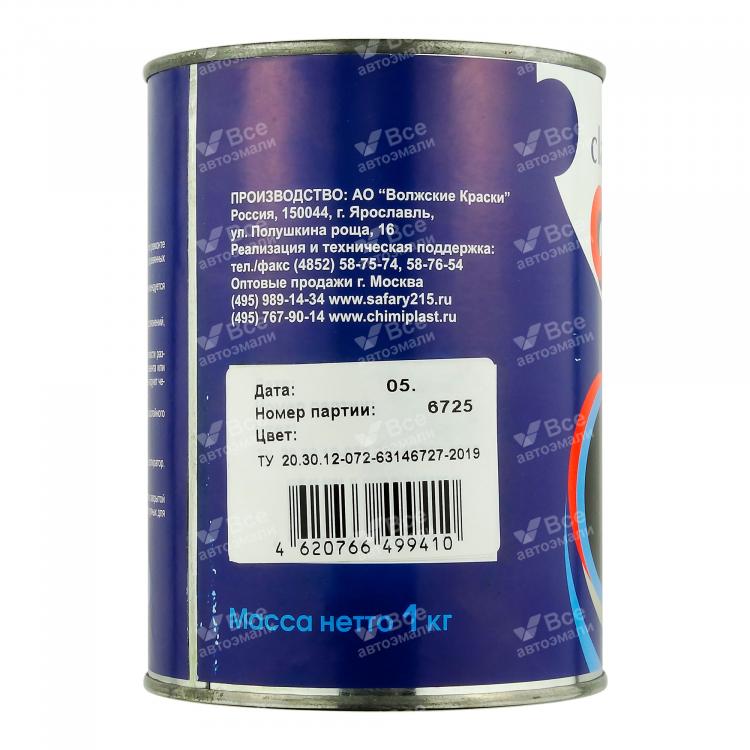 ПРОИЗВОДСТВО: АО "Волжские Краски"
Россия, 150044, г. Ярославль,
ул. Полушкина роща, 16
Реализация и техническая поддержка:
тел./факс (4852) 58-75-74, 58-76-54
Оптовые продажи г. Москва
(495) 989-14-34 www.safary215.ru
(495) 767-90-14 www.chimiplast.ru
Дата: 05.
Номер партии: 6725
Цвет:
ТУ 20.30.12-072-63146727-2019
4 620766 499410
Масса нетто 1 кг
Все
автоэмали